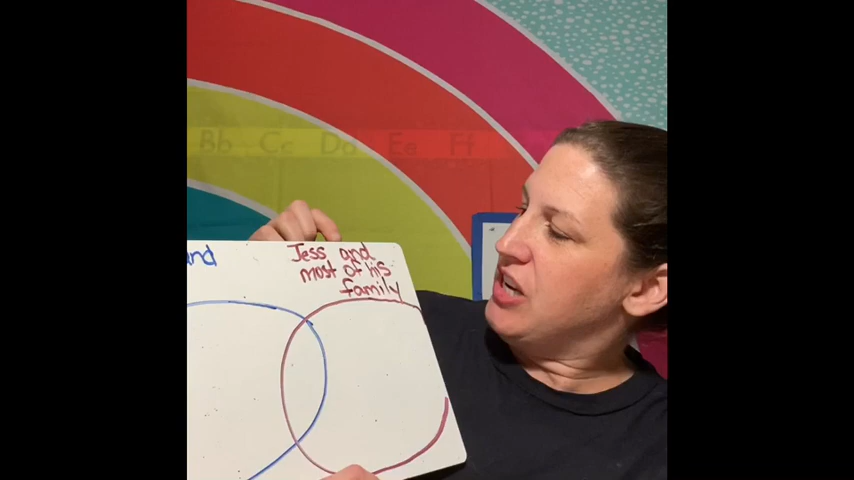 Bb Cc Dd Ee Ff
and
Jess and
most of his
family